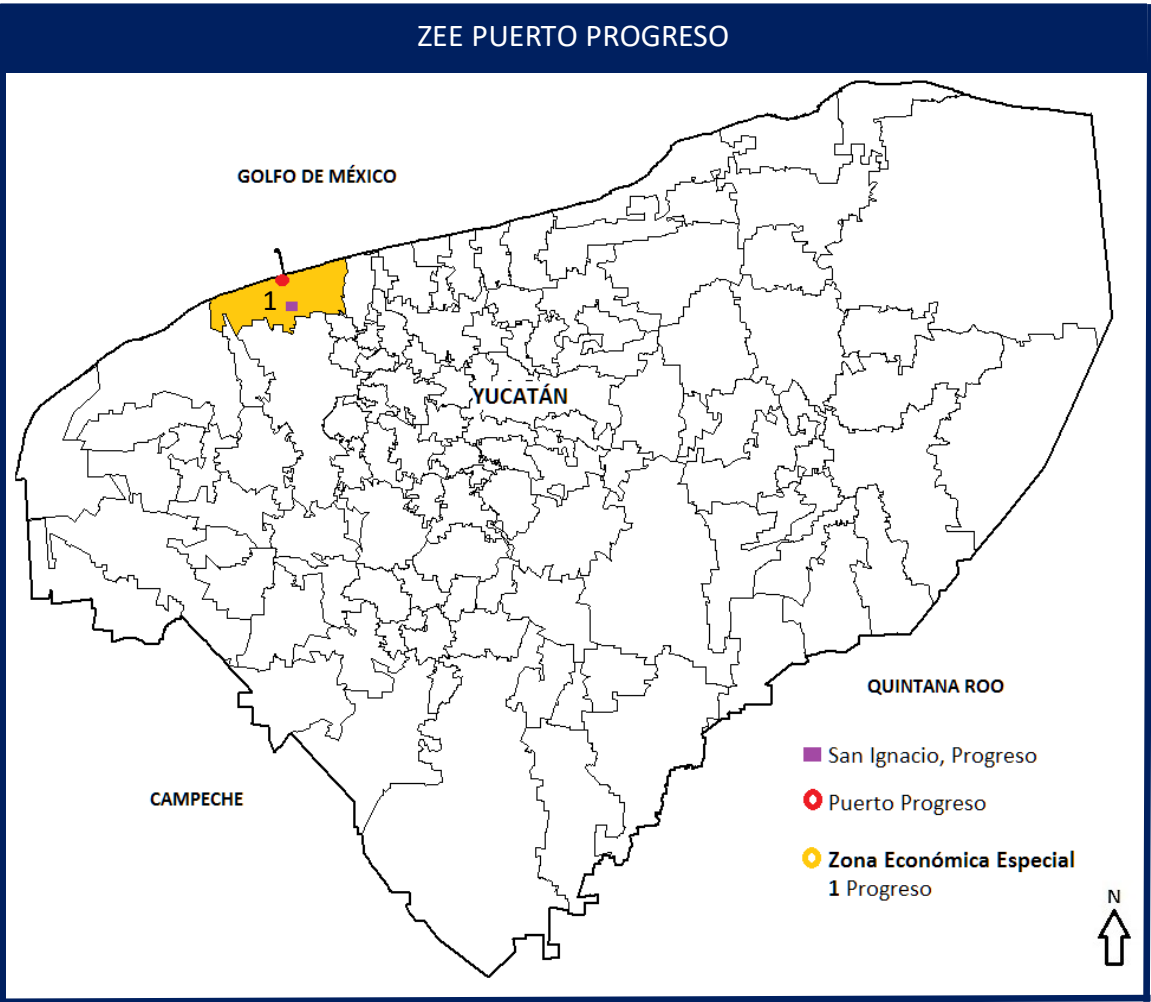 ZEE PUERTO PROGRESO
GOLFO DE MÉXICO
1
YUCATÁN
QUINTANA ROO
San Ignacio, Progreso
CAMPECHE
Puerto Progreso
Zona Económica Especial
1 Progreso
N